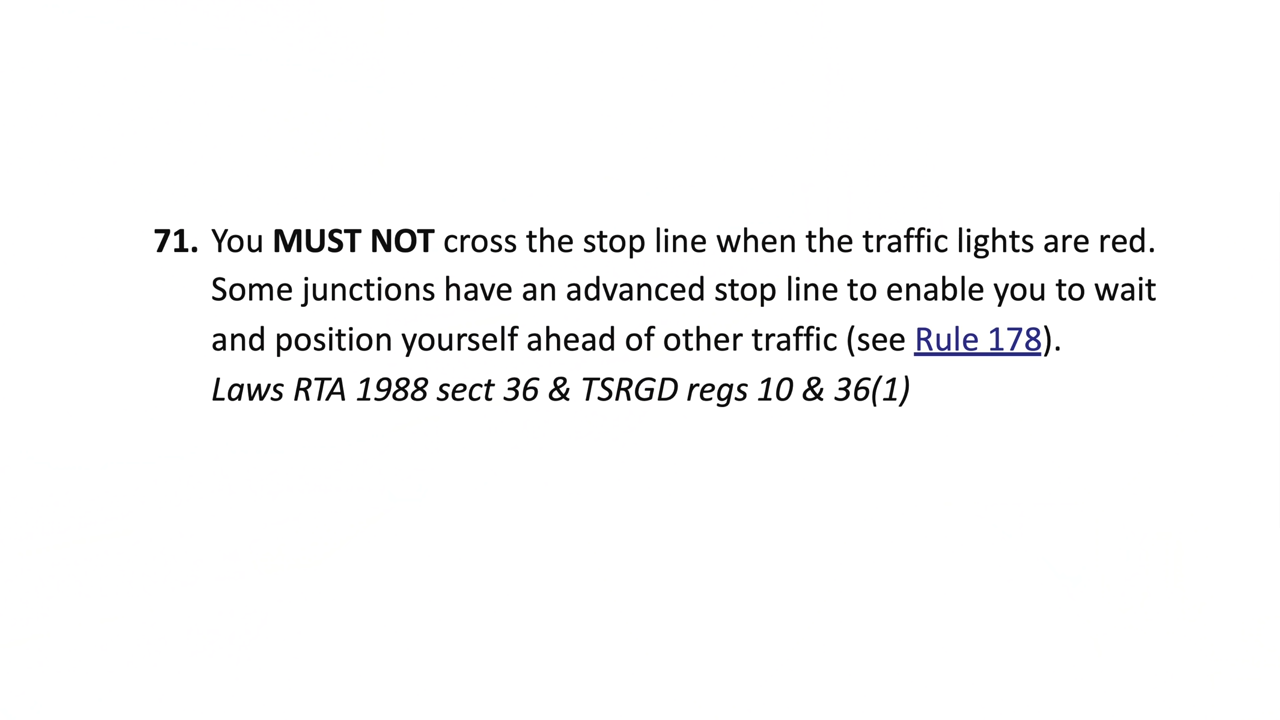 71. You MUST NOT cross the stop line when the traffic lights are red.
Some junctions have an advanced stop line to enable you to wait
and position yourself ahead of other traffic (see Rule 178).
Laws RTA 1988 sect 36 & TSRGD regs 10 & 36(1)